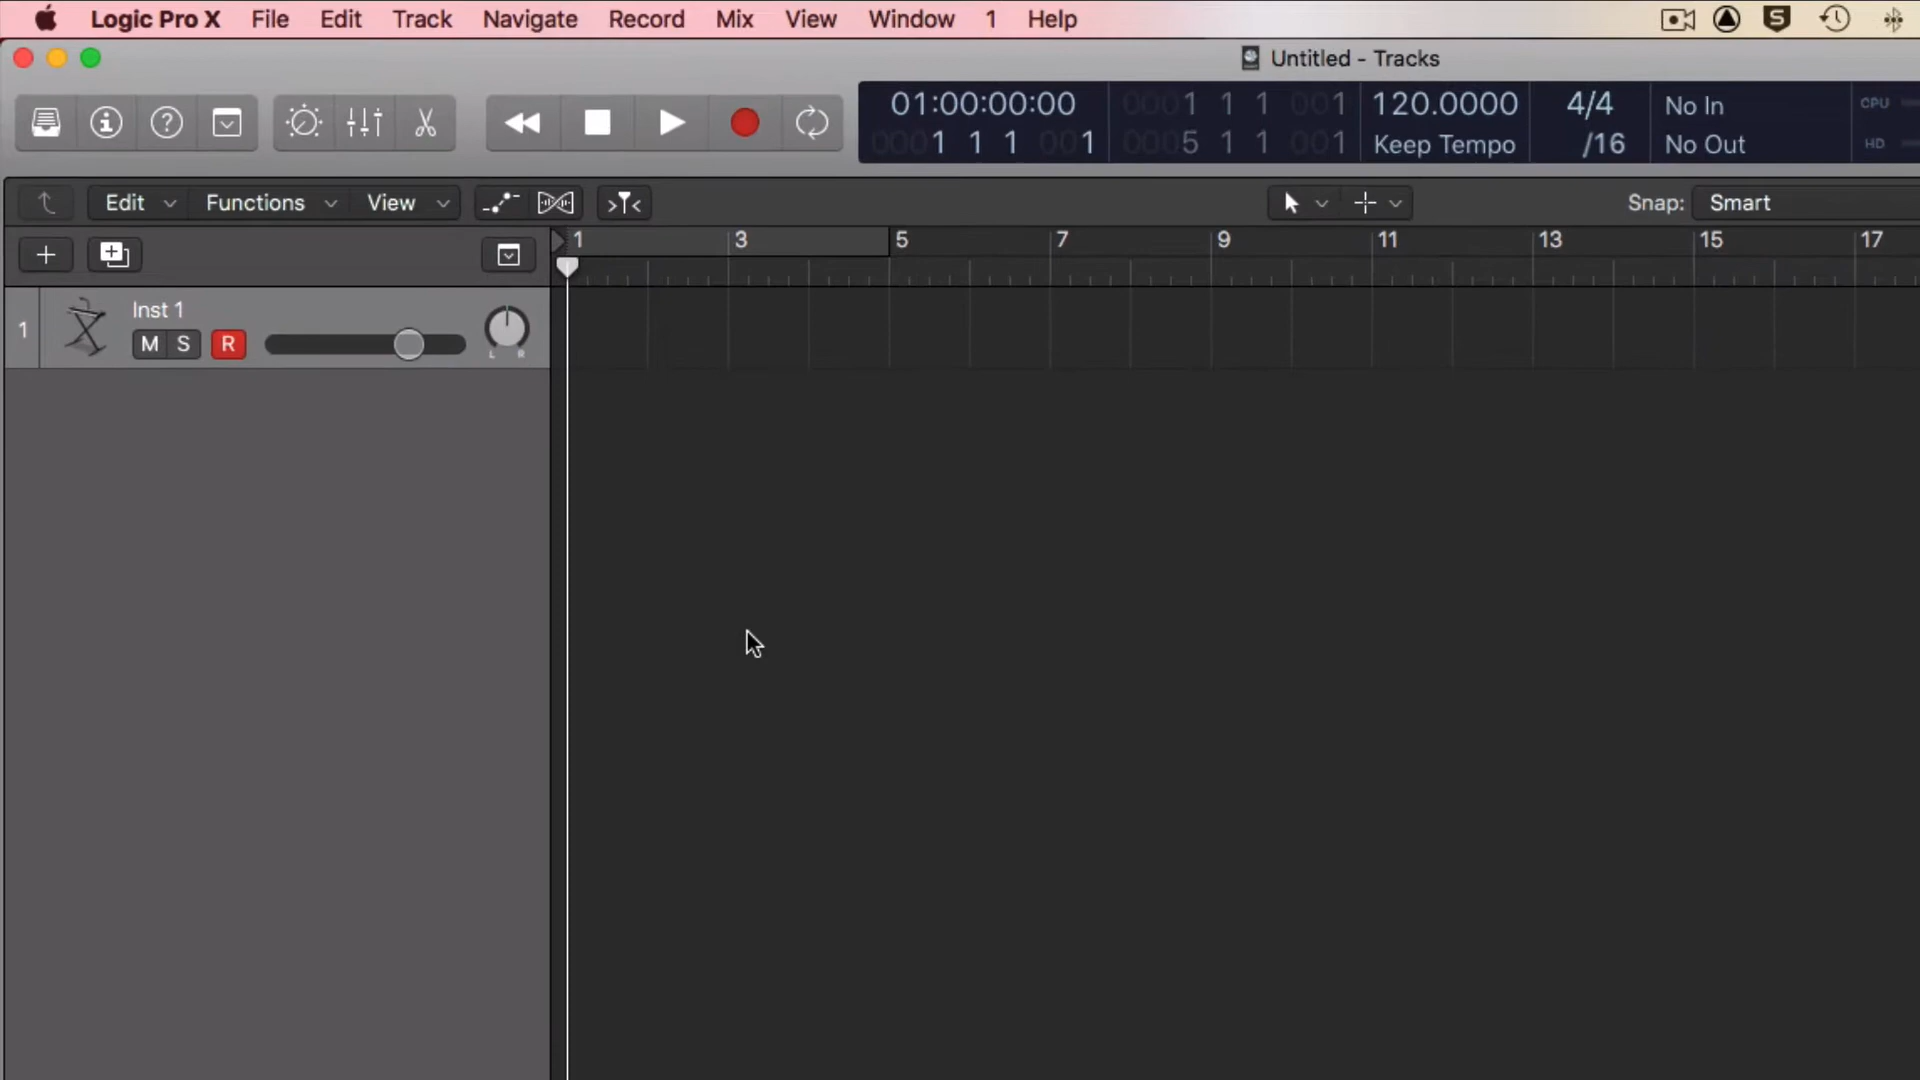 Logic Pro X File Edit Track Navigate Record Mix View Window 1 Help
Untitled - Tracks
01:00:00:00 0001 1 1 001 120.0000 4/4 No In CPU
0001 1 1 001 0005 1 1 001 Keep Tempo /16 No Out HD
Edit Functions View Snap: Smart
1 3 5 7 9 11 13 15 17
Inst 1
1
M S R
L R